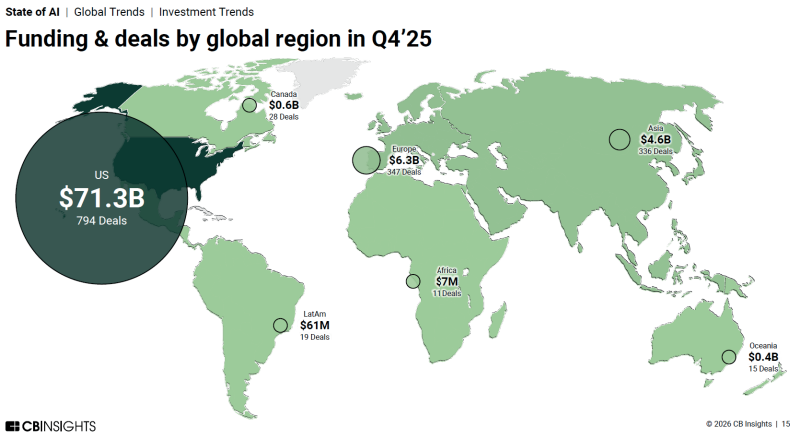 State of AI | Global Trends | Investment Trends
Funding & deals by global region in Q4’25
Canada
$0.6B
28 Deals
US
$71.3B
794 Deals
Europe
$6.3B
347 Deals
Asia
$4.6B
336 Deals
Africa
$7M
11 Deals
LatAm
$61M
19 Deals
Oceania
$0.4B
15 Deals
CBINSIGHTS
© 2026 CB Insights | 15